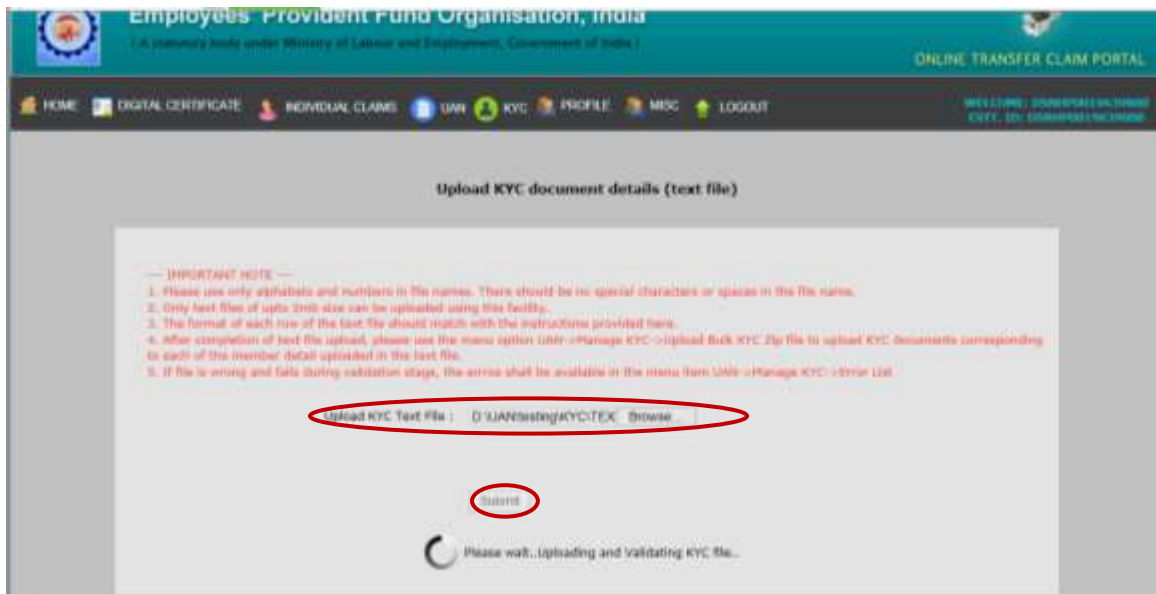 Employees' Provident Fund Organisation, India
( A statutory body under Ministry of Labour and Employment, Government of India )
ONLINE TRANSFER CLAIM PORTAL
HOME DIGITAL CERTIFICATE INDIVIDUAL CLAIMS UAN KYC PROFILE MISC LOGOUT
Upload KYC document details (text file)
--- IMPORTANT NOTE ---
1. Please use only alphabets and numbers in file names. There should be no special characters or spaces in the file name.
2. Only text files of upto 2mb size can be uploaded using this facility.
3. The format of each row of the text file should match with the instructions provided here.
4. After completion of text file upload, please use the menu option UAN->Manage KYC->Upload Bulk KYC Zip file to upload KYC documents corresponding
to each of the member detail uploaded in the text file.
5. If file is wrong and fails during validation stage, the errors shall be available in the menu item UAN->Manage KYC->Error List
Upload KYC Text File : D:\UAN\testing\KYC\TEX Browse...
Submit
Please wait..Uploading and Validating KYC file..